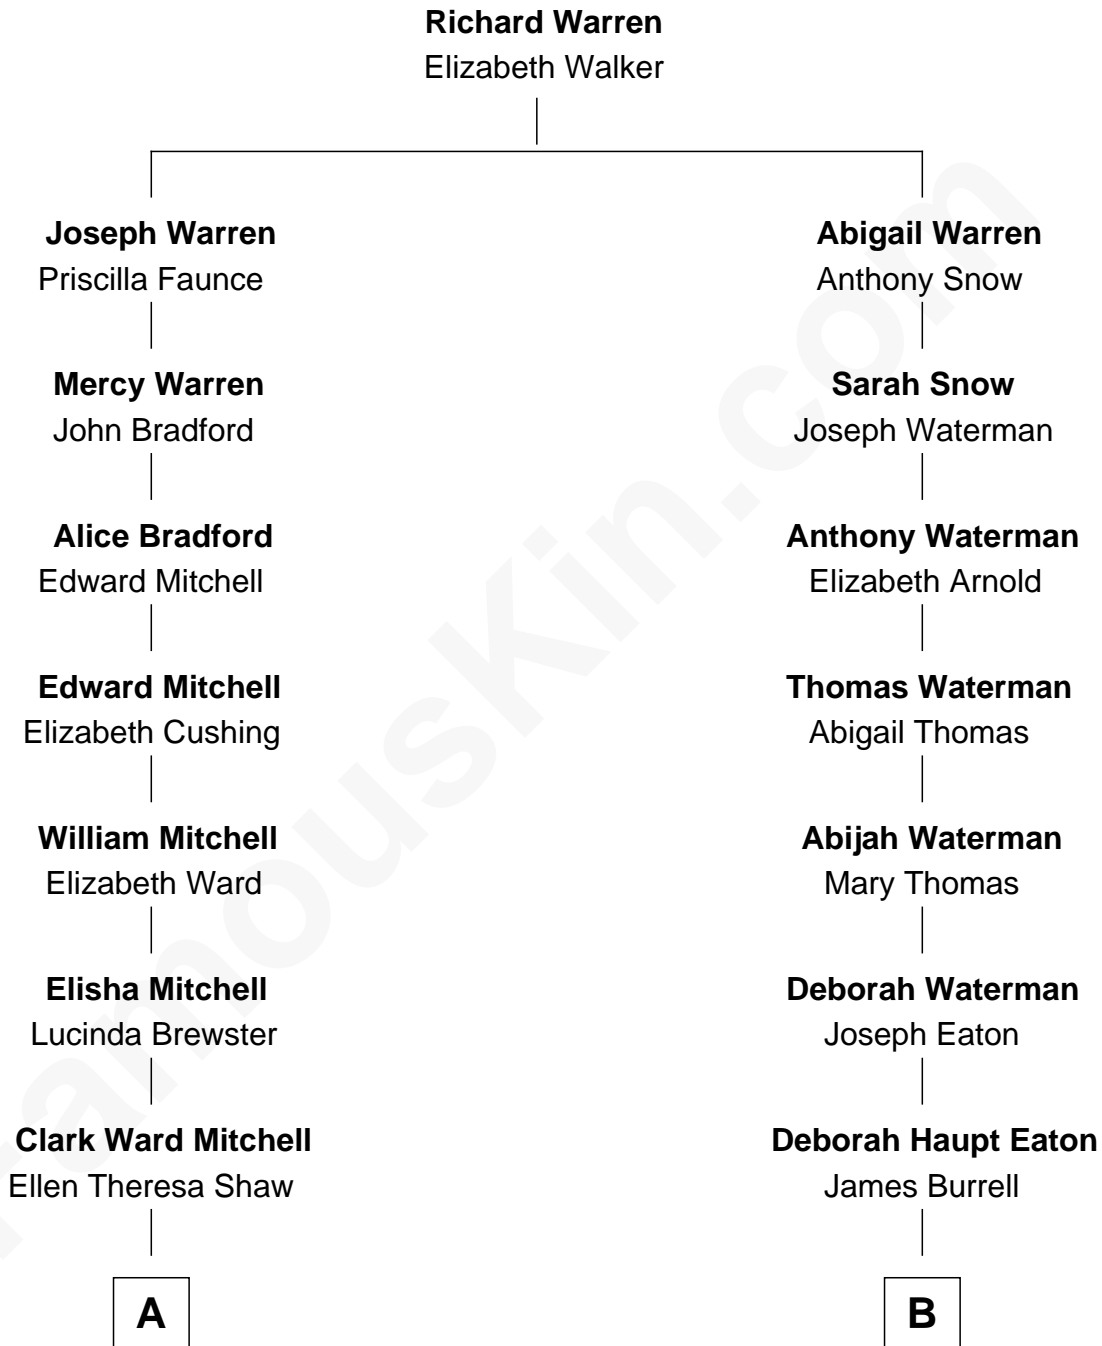 Richard Warren
Elizabeth Walker
Joseph Warren
Priscilla Faunce
Abigail Warren
Anthony Snow
Mercy Warren
John Bradford
Sarah Snow
Joseph Waterman
Alice Bradford
Edward Mitchell
Anthony Waterman
Elizabeth Arnold
Edward Mitchell
Elizabeth Cushing
Thomas Waterman
Abigail Thomas
William Mitchell
Elizabeth Ward
Abijah Waterman
Mary Thomas
Elisha Mitchell
Lucinda Brewster
Deborah Waterman
Joseph Eaton
Clark Ward Mitchell
Ellen Theresa Shaw
Deborah Haupt Eaton
James Burrell
A
B
FamousKin.com